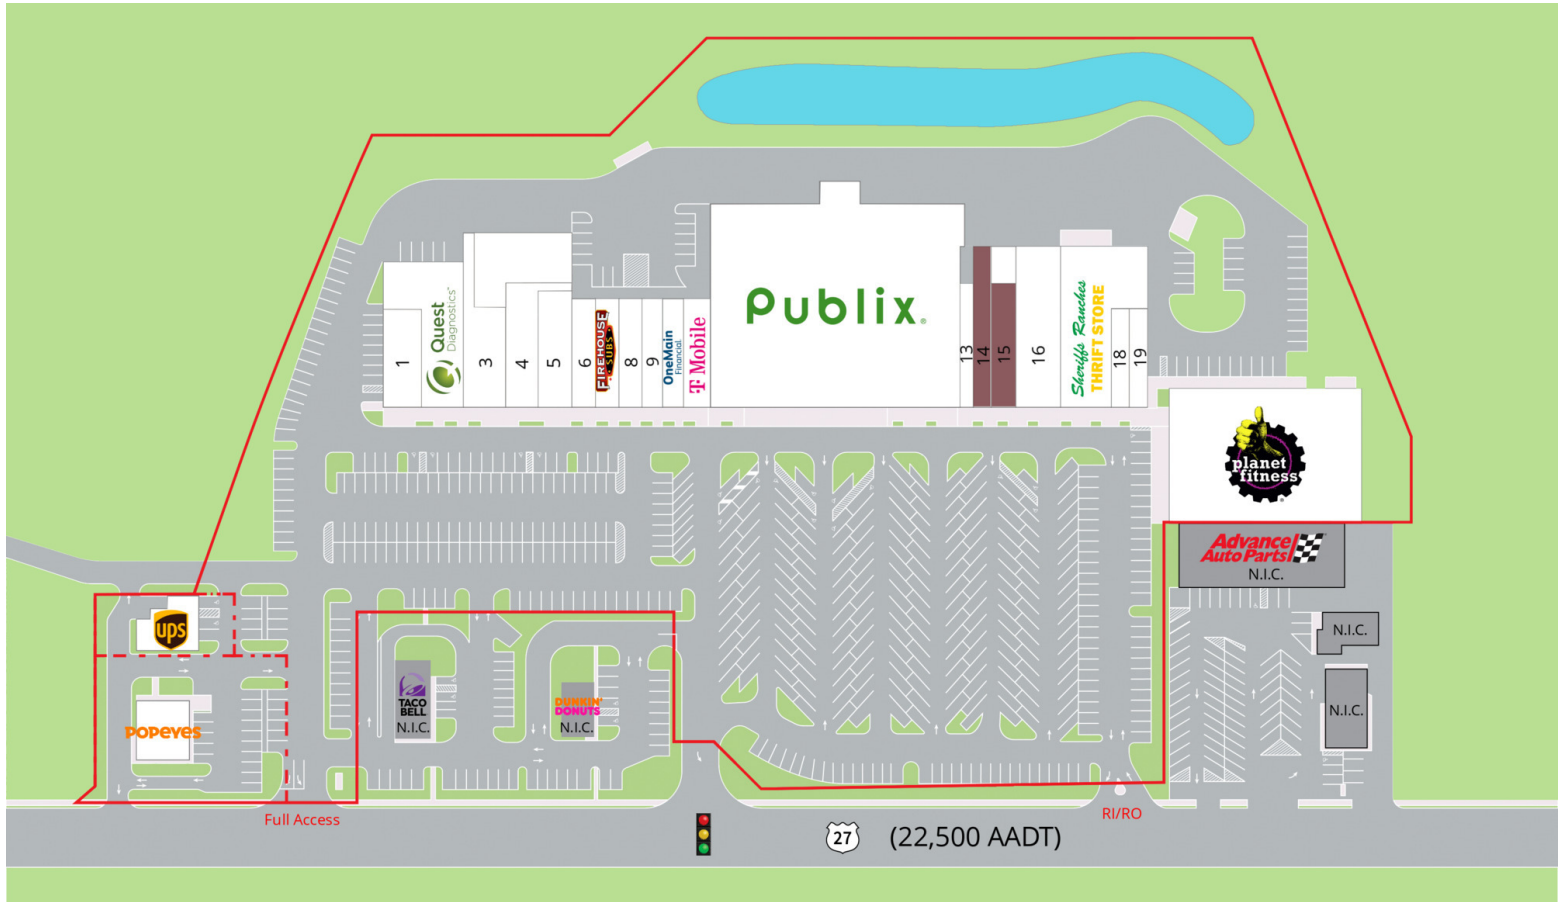 1
Quest
Diagnostics™
3
4
5
6
FIREHOUSE
SUBS
8
9
OneMain
Financial.
T Mobile
Publix®
13
14
15
16
Sheriffs Ranches
THRIFT STORE
18
19
planet
fitness®
Advance
Auto Parts
N.I.C.
N.I.C.
N.I.C.
ups
POPEYES
TACO
BELL
N.I.C.
DUNKIN'
DONUTS
N.I.C.
Full Access
RI/RO
27
(22,500 AADT)